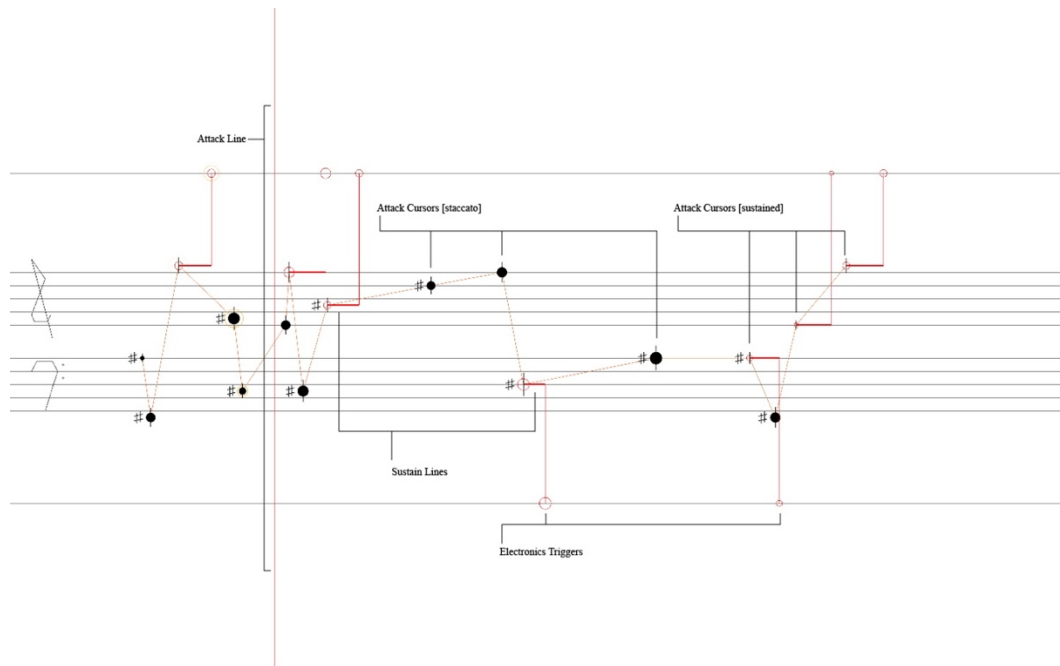 Attack Line
Attack Cursors [staccato]
Attack Cursors [sustained]
Sustain Lines
Electronics Triggers